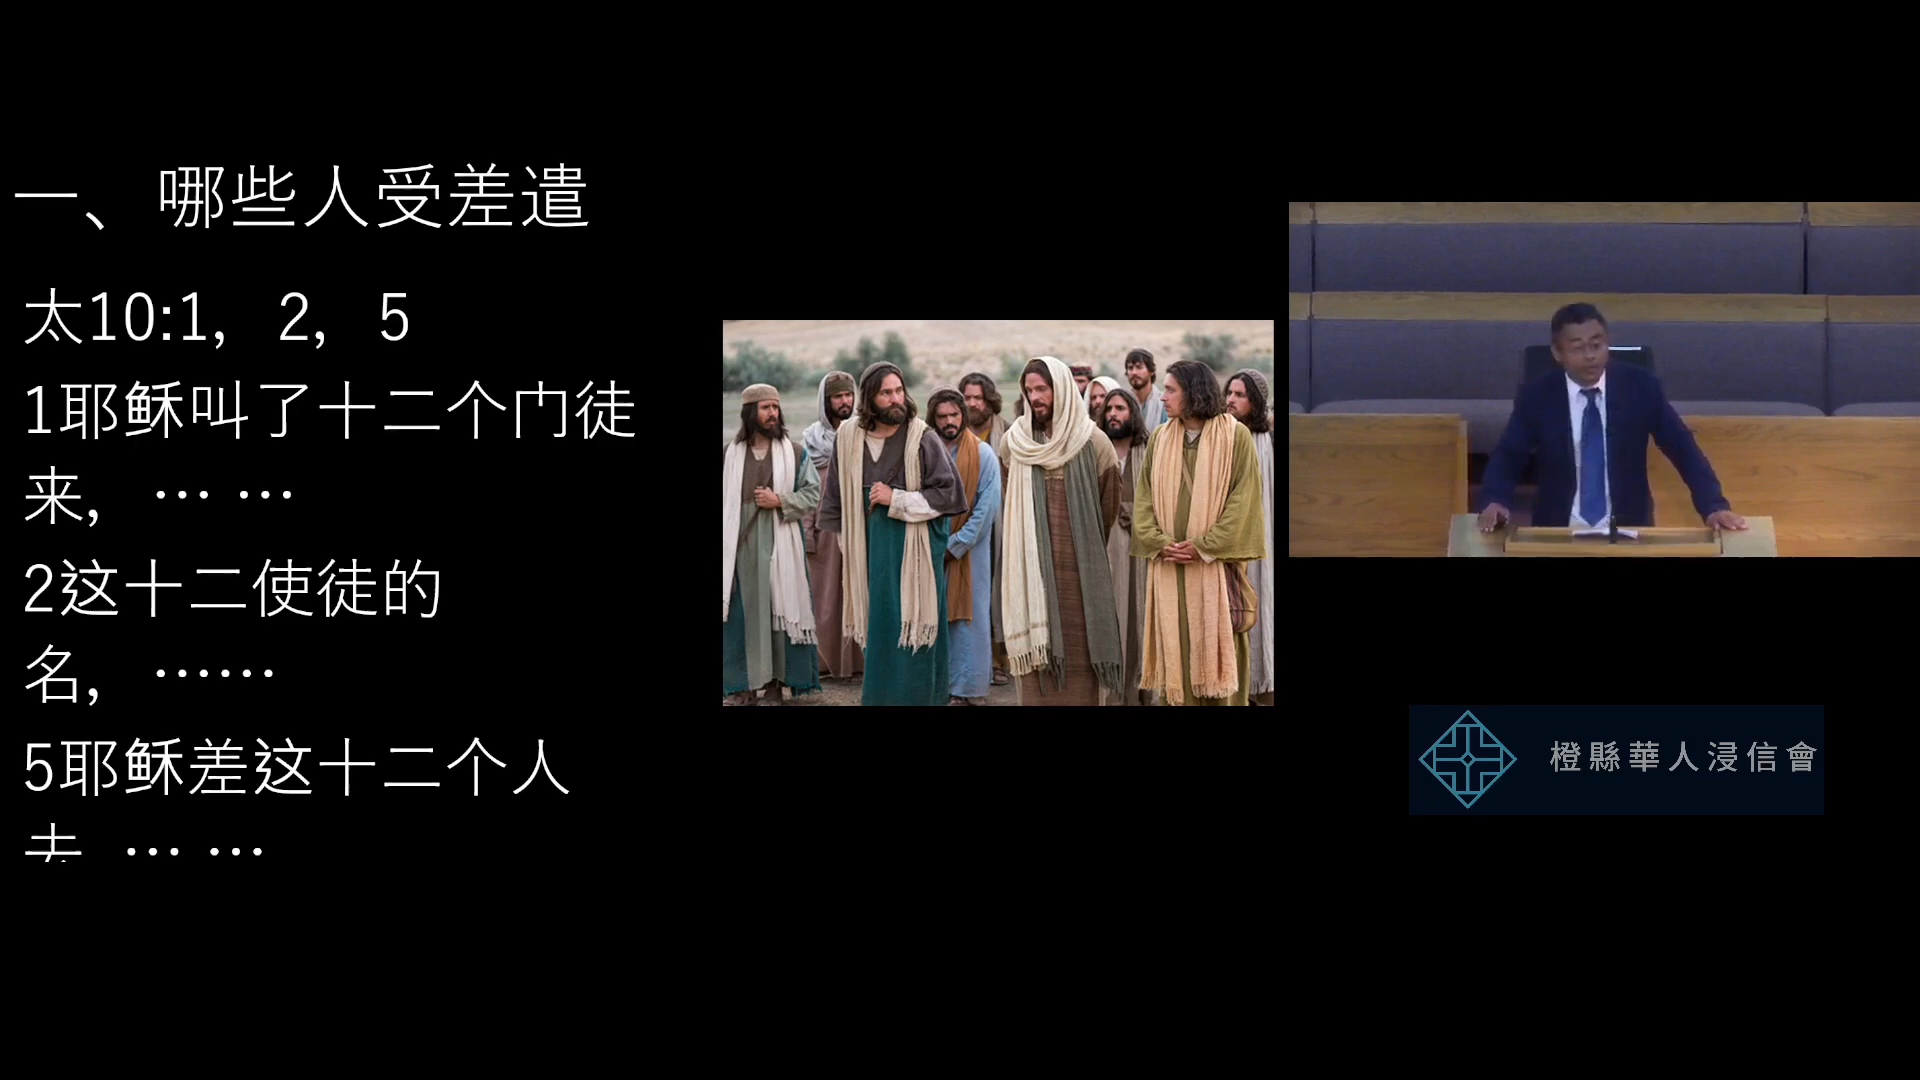 一、哪些人受差遣
太10:1, 2, 5
1耶稣叫了十二个门徒
来, … …
2这十二使徒的
名, ……
5耶稣差这十二个人
去 … …
橙縣華人浸信會